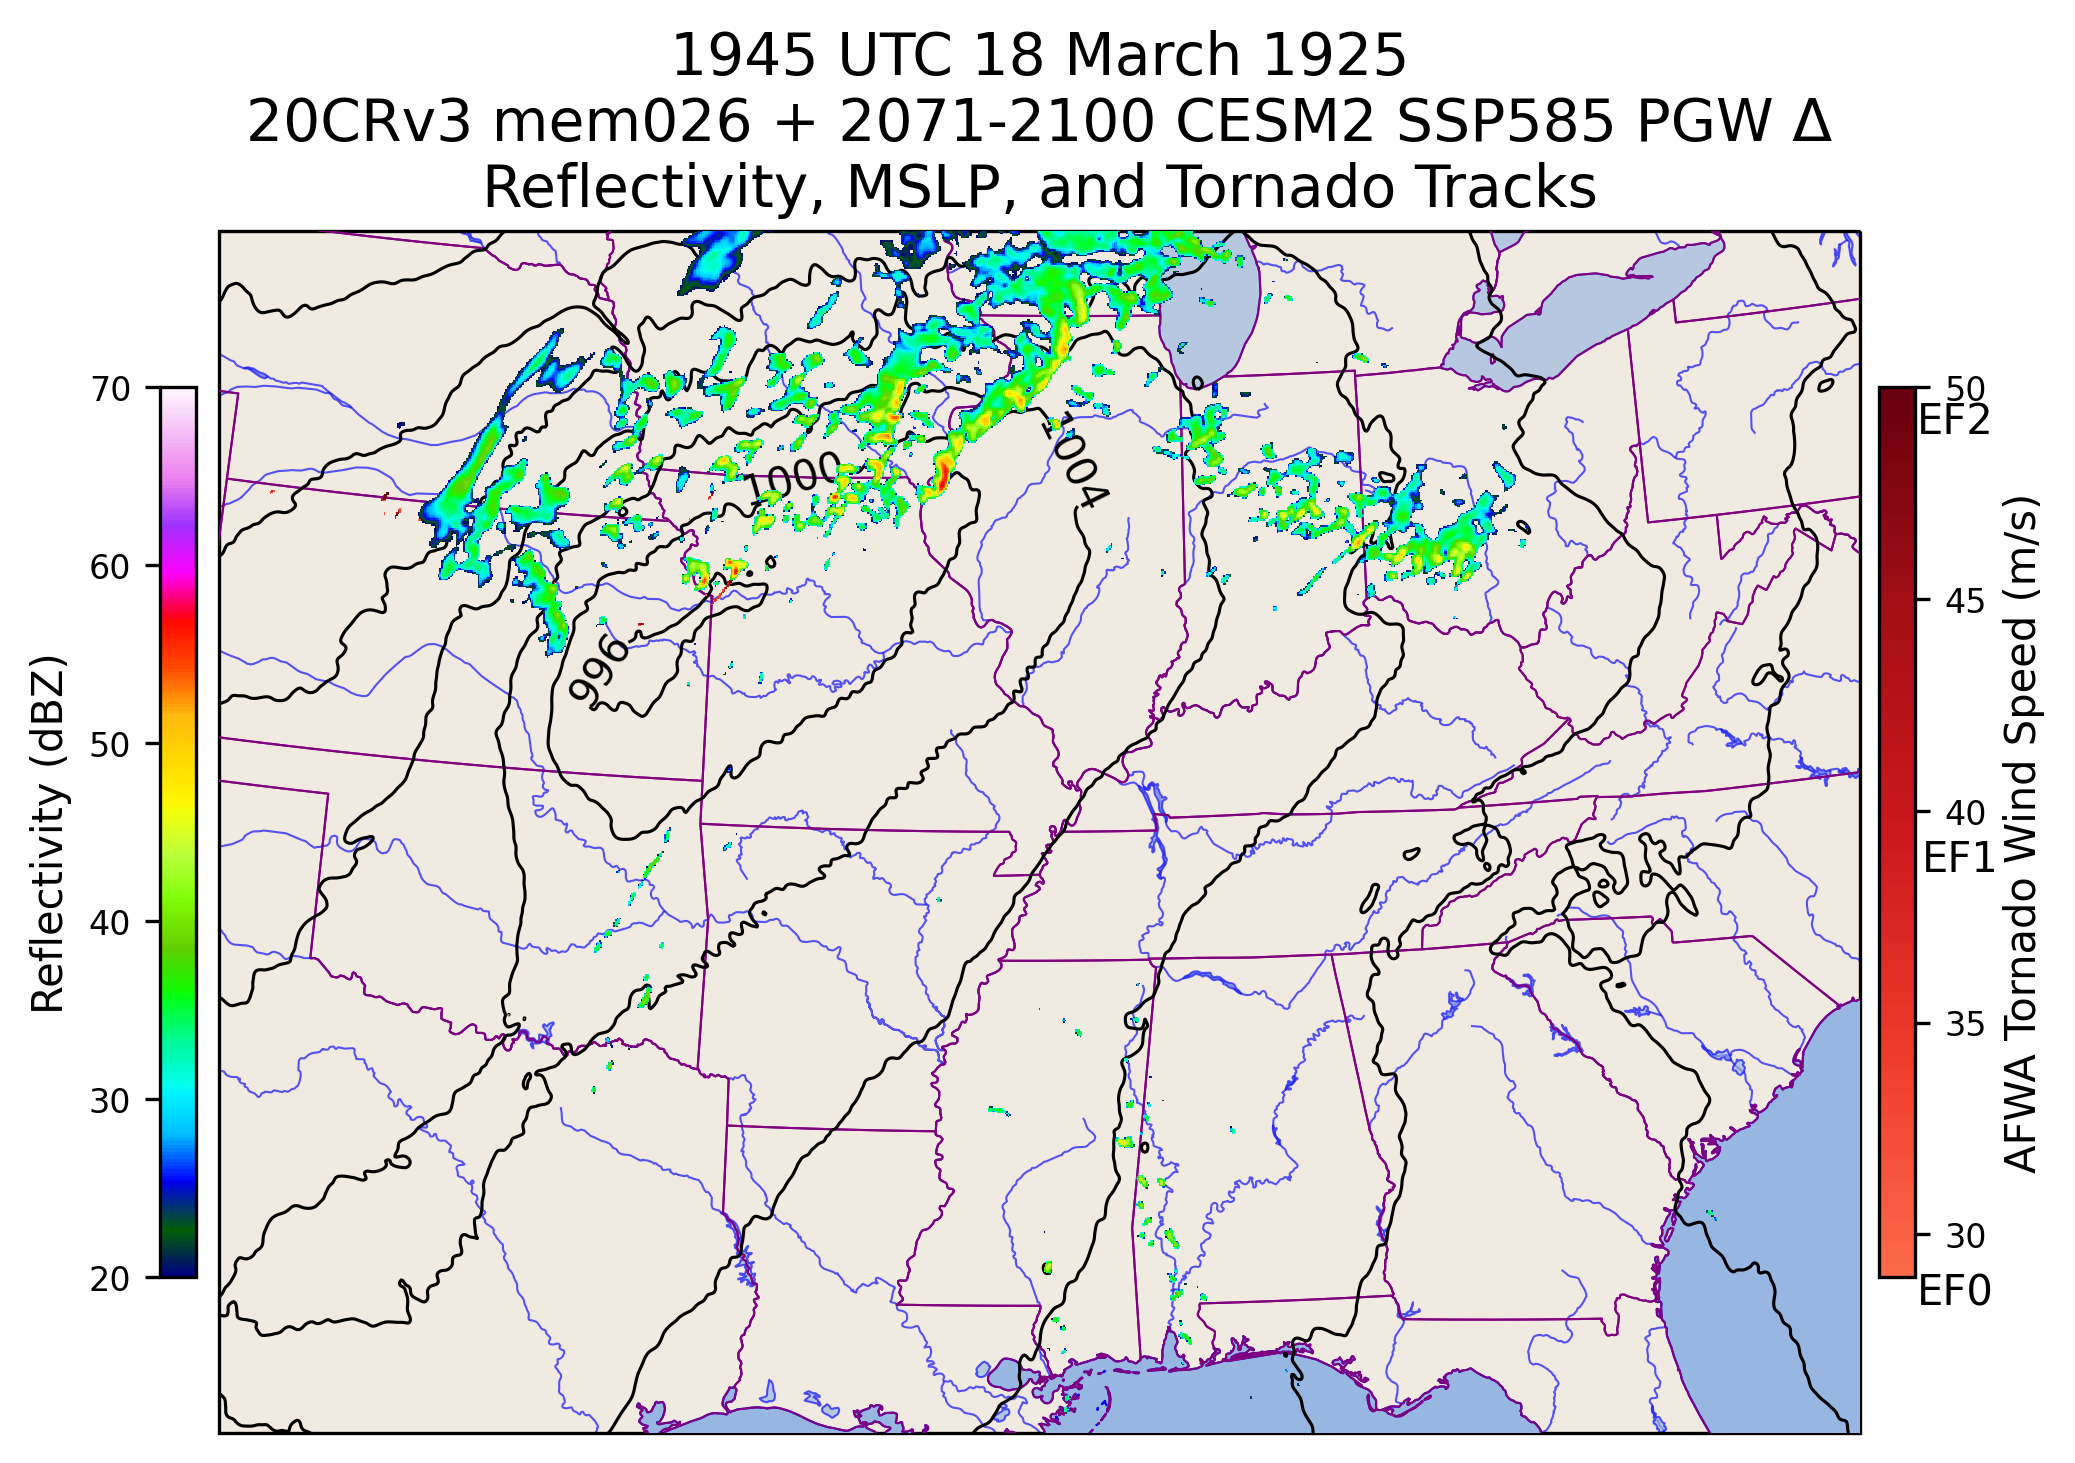 1945 UTC 18 March 1925
20CRv3 mem026 + 2071-2100 CESM2 SSP585 PGW Δ
Reflectivity, MSLP, and Tornado Tracks
Reflectivity (dBZ)
70
60
50
40
30
20
1000
1004
996
50
EF2
45
40
EF1
35
30
EF0
AFWA Tornado Wind Speed (m/s)